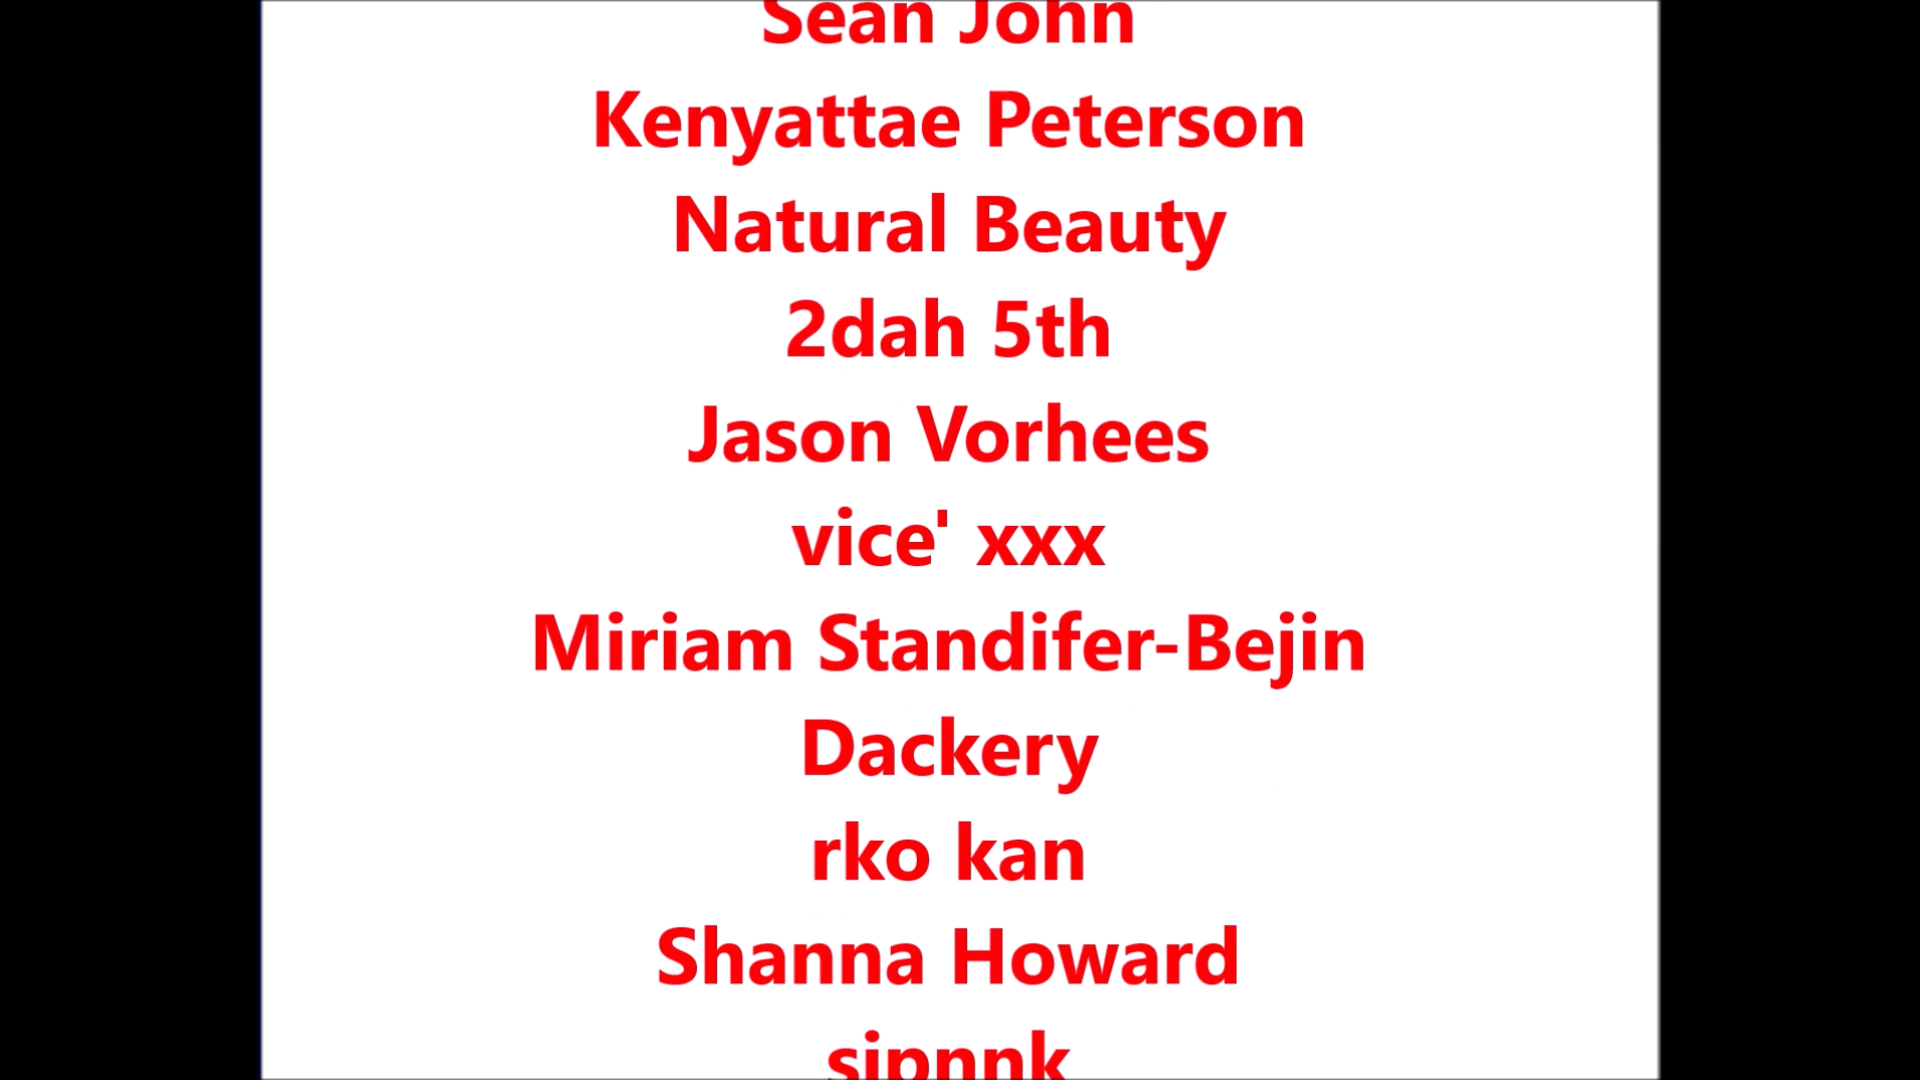 Sean John
Kenyattae Peterson
Natural Beauty
2dah 5th
Jason Vorhees
vice' xxx
Miriam Standifer-Bejin
Dackery
rko kan
Shanna Howard
sipnnk